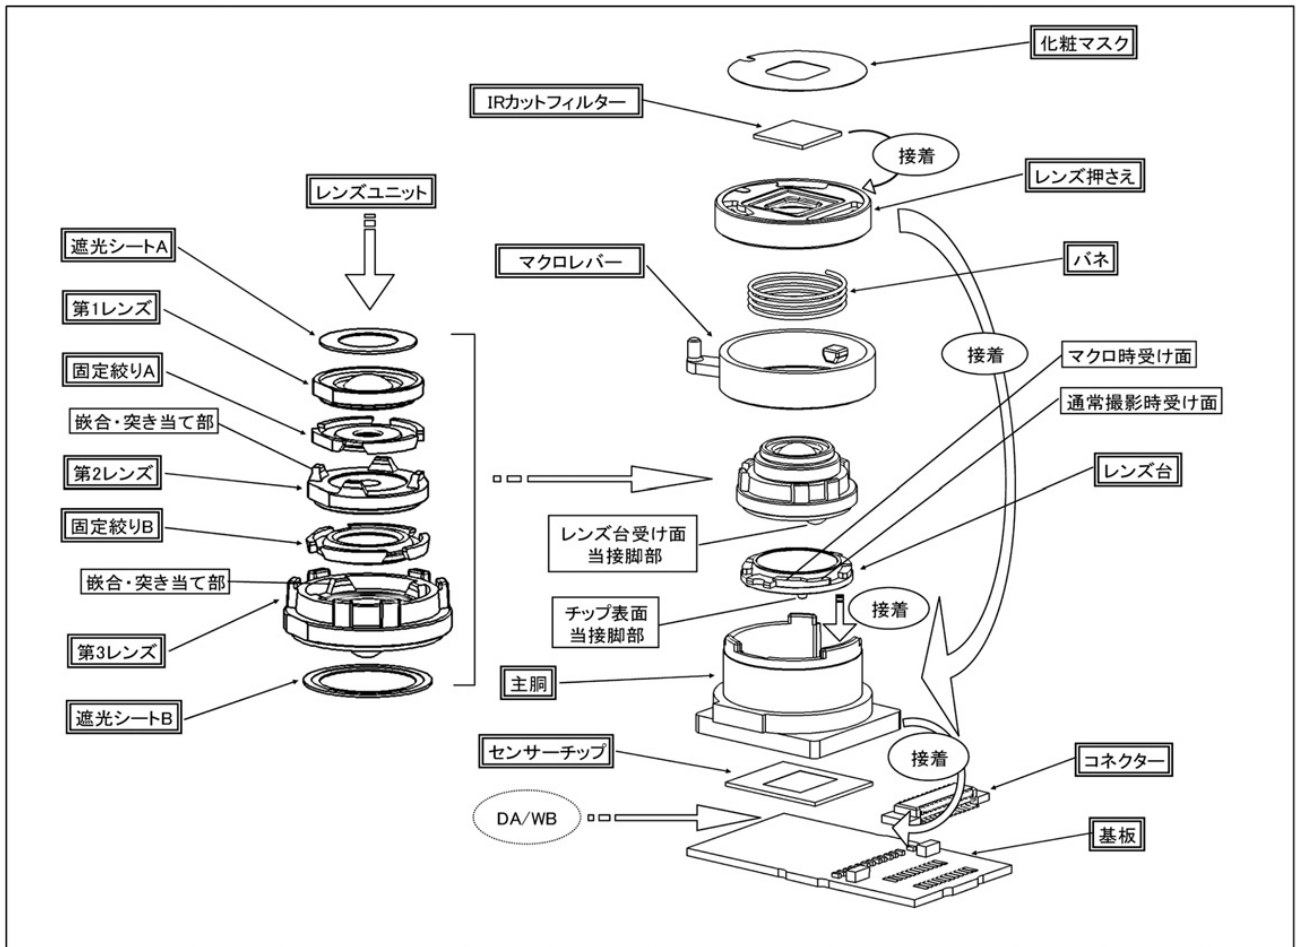 化粧マスク
IRカットフィルター
接着
レンズ押さえ
レンズユニット
遮光シートA
マクロレバー
バネ
第1レンズ
接着
マクロ時受け面
固定絞りA
通常撮影時受け面
嵌合・突き当て部
第2レンズ
レンズ台
固定絞りB
レンズ台受け面
当接脚部
嵌合・突き当て部
接着
チップ表面
当接脚部
第3レンズ
主胴
遮光シートB
センサーチップ
接着
コネクター
DA/WB
基板